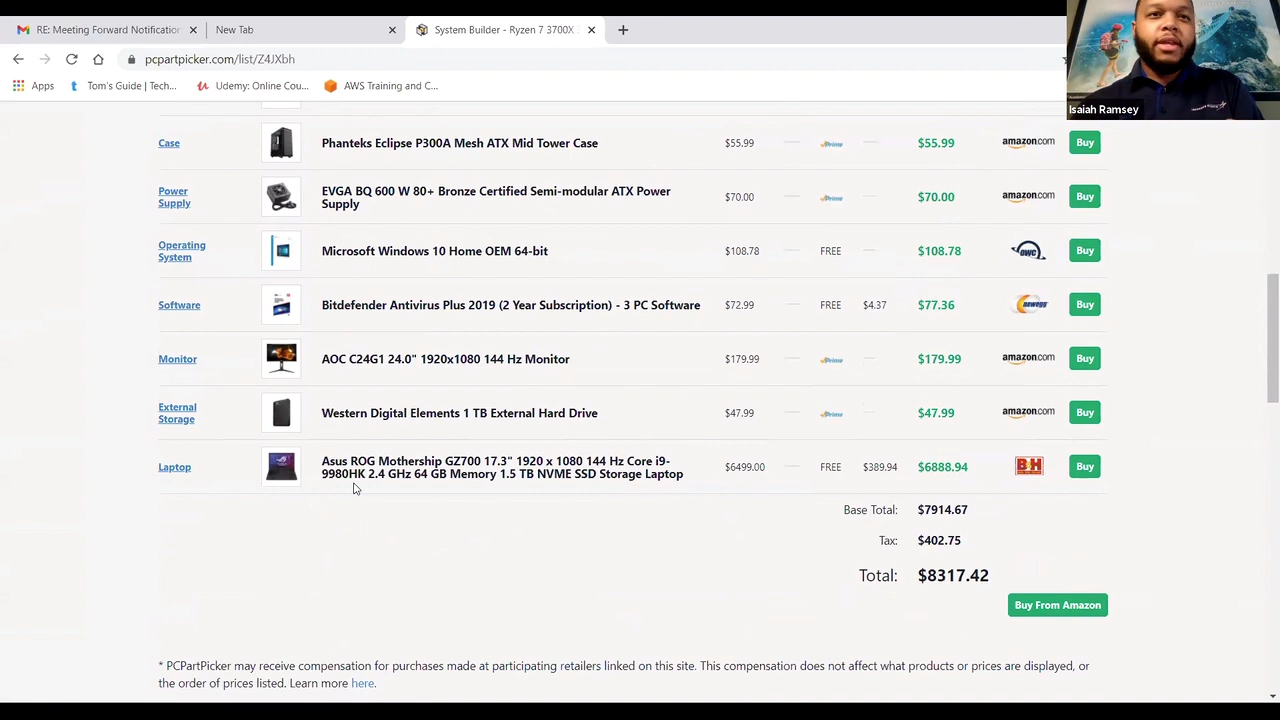 RE: Meeting Forward Notification
New Tab
System Builder - Ryzen 7 3700X
pcpartpicker.com/list/Z4JXbh
Apps
Tom's Guide | Tech...
Udemy: Online Cou...
AWS Training and C...
Isaiah Ramsey
Case
Phanteks Eclipse P300A Mesh ATX Mid Tower Case
$55.99
Prime
$55.99
amazon.com
Buy
Power
Supply
EVGA BQ 600 W 80+ Bronze Certified Semi-modular ATX Power
Supply
$70.00
Prime
$70.00
amazon.com
Buy
Operating
System
Microsoft Windows 10 Home OEM 64-bit
$108.78
FREE
$108.78
OWC
Buy
Software
Bitdefender Antivirus Plus 2019 (2 Year Subscription) - 3 PC Software
$72.99
FREE
$4.37
$77.36
newegg
Buy
Monitor
AOC C24G1 24.0" 1920x1080 144 Hz Monitor
$179.99
Prime
$179.99
amazon.com
Buy
External
Storage
Western Digital Elements 1 TB External Hard Drive
$47.99
Prime
$47.99
amazon.com
Buy
Laptop
Asus ROG Mothership GZ700 17.3" 1920 x 1080 144 Hz Core i9-
9980HK 2.4 GHz 64 GB Memory 1.5 TB NVME SSD Storage Laptop
$6499.00
FREE
$389.94
$6888.94
B&H
Buy
Base Total: $7914.67
Tax: $402.75
Total: $8317.42
Buy From Amazon
* PCPartPicker may receive compensation for purchases made at participating retailers linked on this site. This compensation does not affect what products or prices are displayed, or
the order of prices listed. Learn more here.